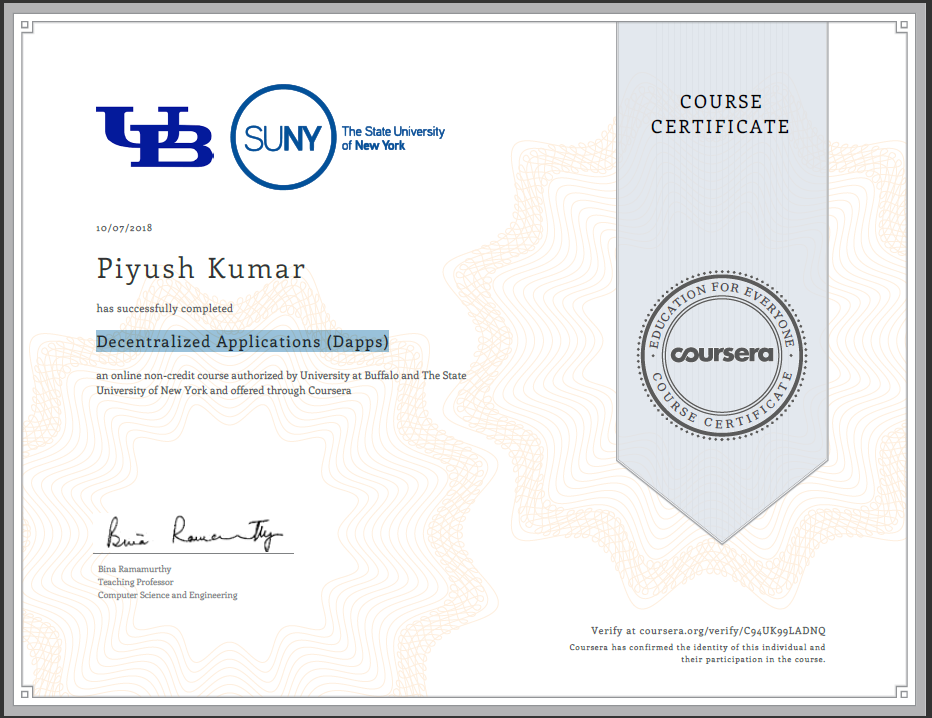 UB
SUNY
The State University
of New York
COURSE
CERTIFICATE
10/07/2018
Piyush Kumar
has successfully completed
Decentralized Applications (Dapps)
an online non-credit course authorized by University at Buffalo and The State
University of New York and offered through Coursera
EDUCATION FOR EVERYONE
coursera
COURSE CERTIFICATE
Bina Ramamurthy
Bina Ramamurthy
Teaching Professor
Computer Science and Engineering
Verify at coursera.org/verify/C94UK99LADNQ
Coursera has confirmed the identity of this individual and
their participation in the course.